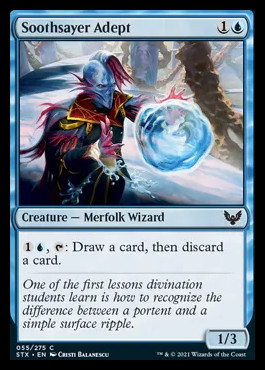 Soothsayer Adept 1
Creature — Merfolk Wizard
1, : Draw a card, then discard
a card.
One of the first lessons divination
students learn is how to recognize the
difference between a portent and a
simple surface ripple.
1/3
055/275 C
STX • EN Cristi Balanescu
™ & © 2021 Wizards of the Coast